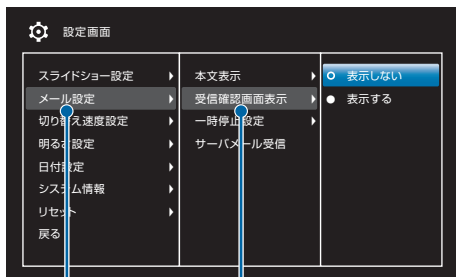 設定画面
スライドショー設定
メール設定
切り替え速度設定
明るさ設定
日付設定
システム情報
リセット
戻る
本文表示
受信確認画面表示
一時停止設定
サーバメール受信
表示しない
表示する